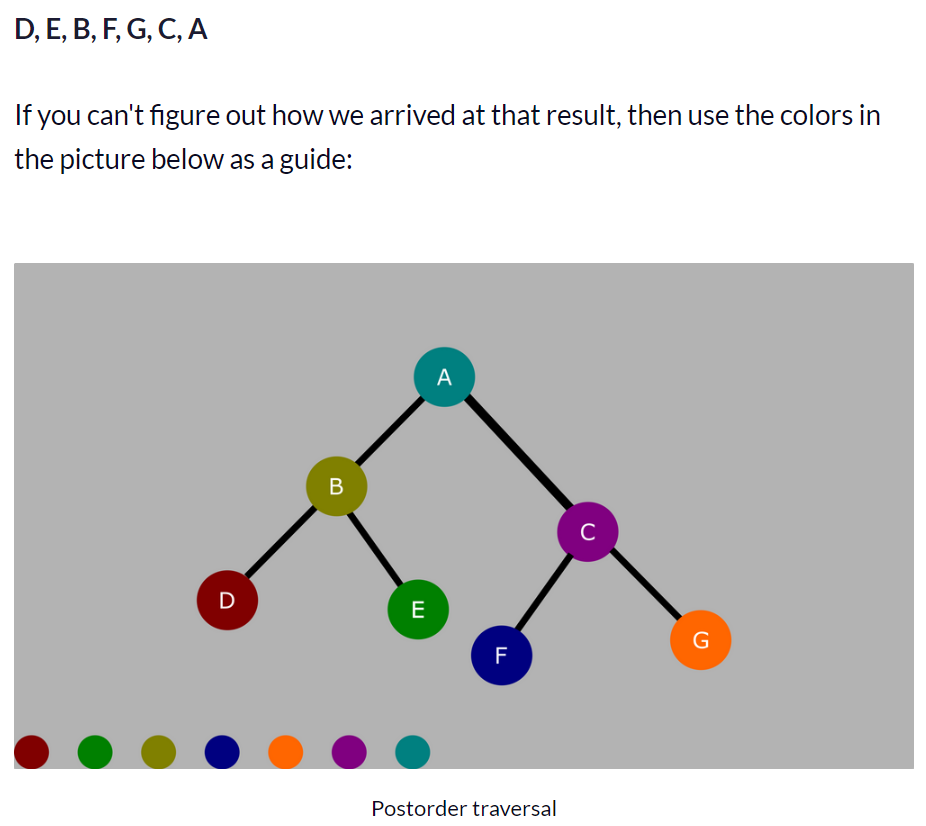 D, E, B, F, G, C, A
If you can't figure out how we arrived at that result, then use the colors in
the picture below as a guide:
A
B
C
D
E
F
G
Postorder traversal